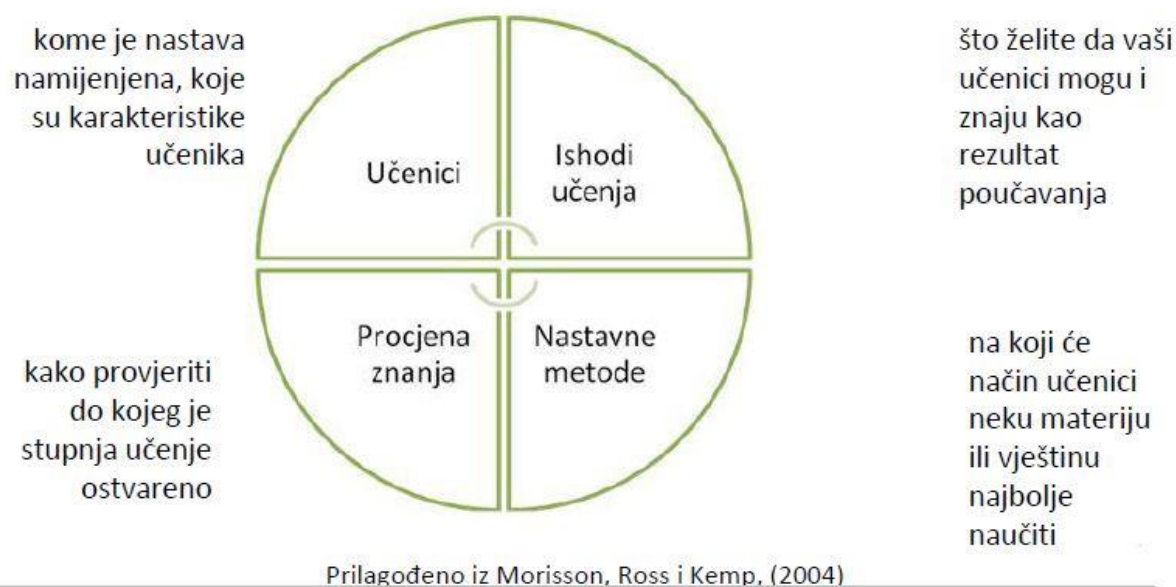 kome je nastava
namijenjena, koje
su karakteristike
učenika
Učenici
Ishodi
učenja
što želite da vaši
učenici mogu i
znaju kao
rezultat
poučavanja
kako provjeriti
do kojeg je
stupnja učenje
ostvareno
Procjena
znanja
Nastavne
metode
na koji će
način učenici
neku materiju
ili vještinu
najbolje
naučiti
Prilagođeno iz Morisson, Ross i Kemp, (2004)